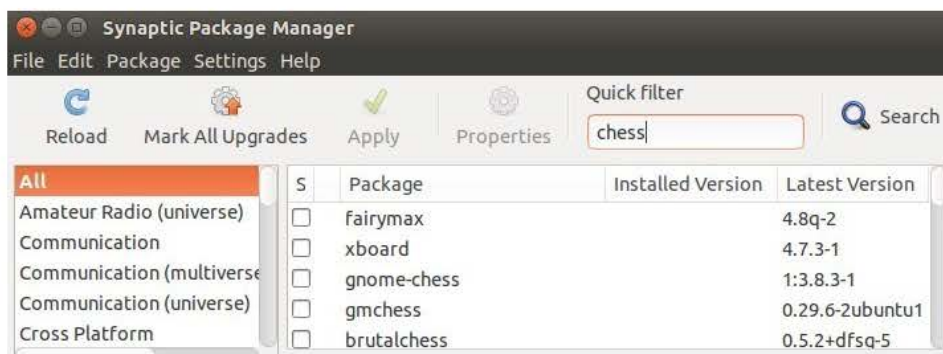 Synaptic Package Manager
File Edit Package Settings Help
Reload Mark All Upgrades Apply Properties Quick filter Search
chess
All
Amateur Radio (universe)
Communication
Communication (multiverse
Communication (universe)
Cross Platform
S Package Installed Version Latest Version
fairymax 4.8q-2
xboard 4.7.3-1
gnome-chess 1:3.8.3-1
gmchess 0.29.6-2ubuntu1
brutalchess 0.5.2+dfsg-5